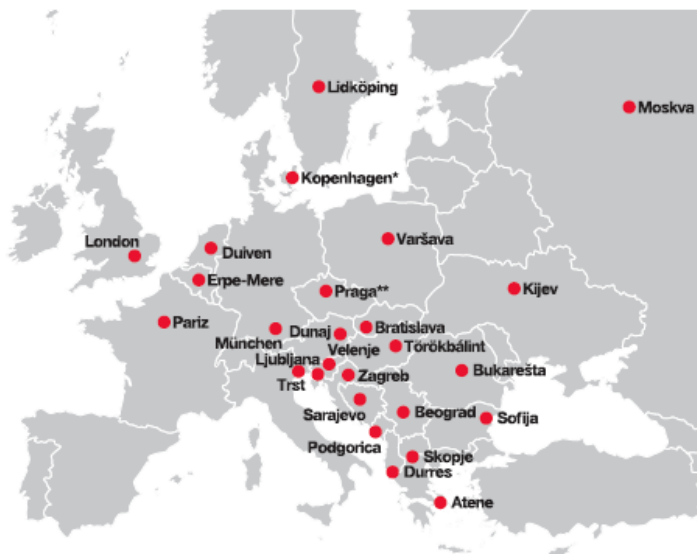 Lidköping
Moskva
Kopenhagen*
London
Duiven
Varšava
Erpe-Mere
Praga**
Kijev
Pariz
München
Dunaj
Bratislava
Velenje
Törökbálint
Ljubljana
Trst
Zagreb
Bukarešta
Sarajevo
Beograd
Sofija
Podgorica
Skopje
Durres
Atene